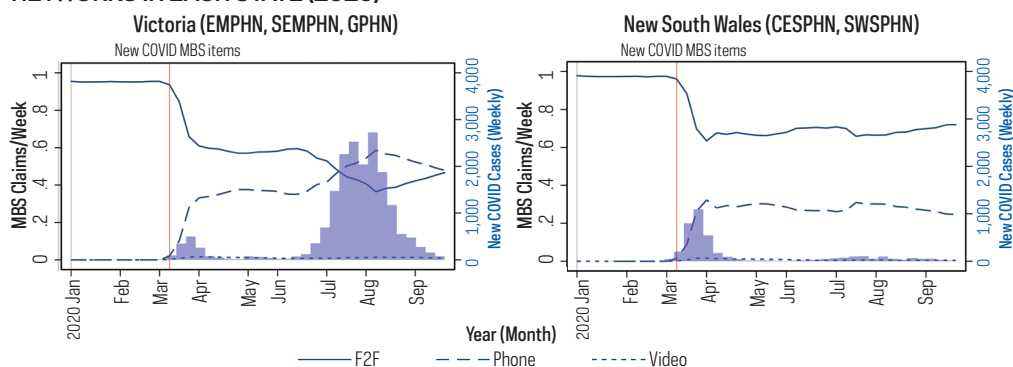 Victoria (EMPHN, SEMPHN, GPHN)
New COVID MBS items
MBS Claims/Week
1
.8
.6
.4
.2
0
4,000
3,000
2,000
1,000
0
New COVID Cases (Weekly)
2020 Jan
Feb
Mar
Apr
May
Jun
Jul
Aug
Sep
New South Wales (CESPHN, SWSPHN)
New COVID MBS items
MBS Claims/Week
1
.8
.6
.4
.2
0
4,000
3,000
2,000
1,000
0
New COVID Cases (Weekly)
2020 Jan
Feb
Mar
Apr
May
Jun
Jul
Aug
Sep
Year (Month)
F2F
Phone
Video